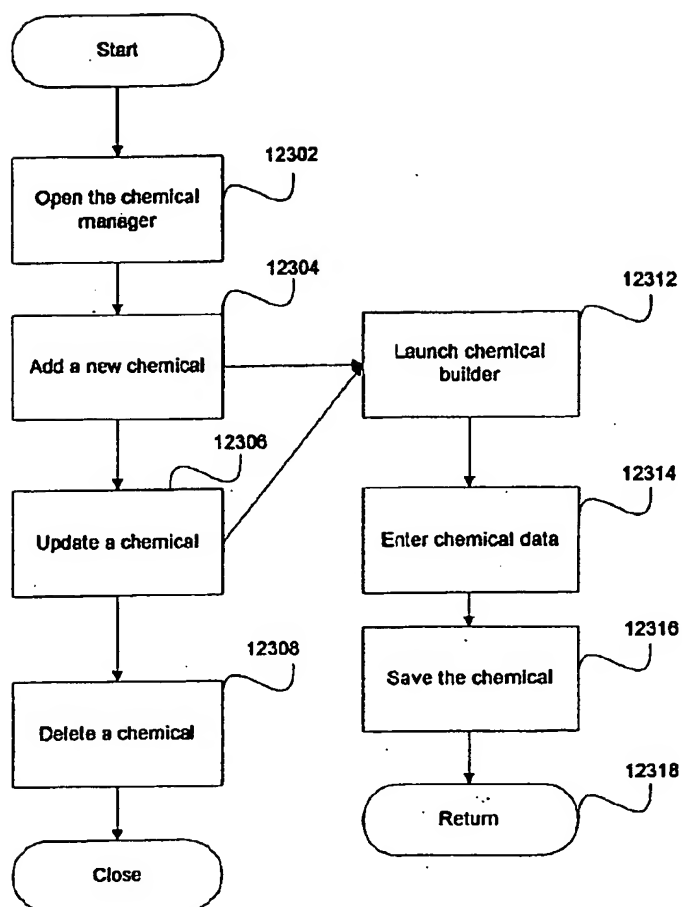 Start
12302
Open the chemical
manager
12304
Add a new chemical
12312
Launch chemical
builder
12306
Update a chemical
12314
Enter chemical data
12308
Delete a chemical
12316
Save the chemical
12318
Return
Close